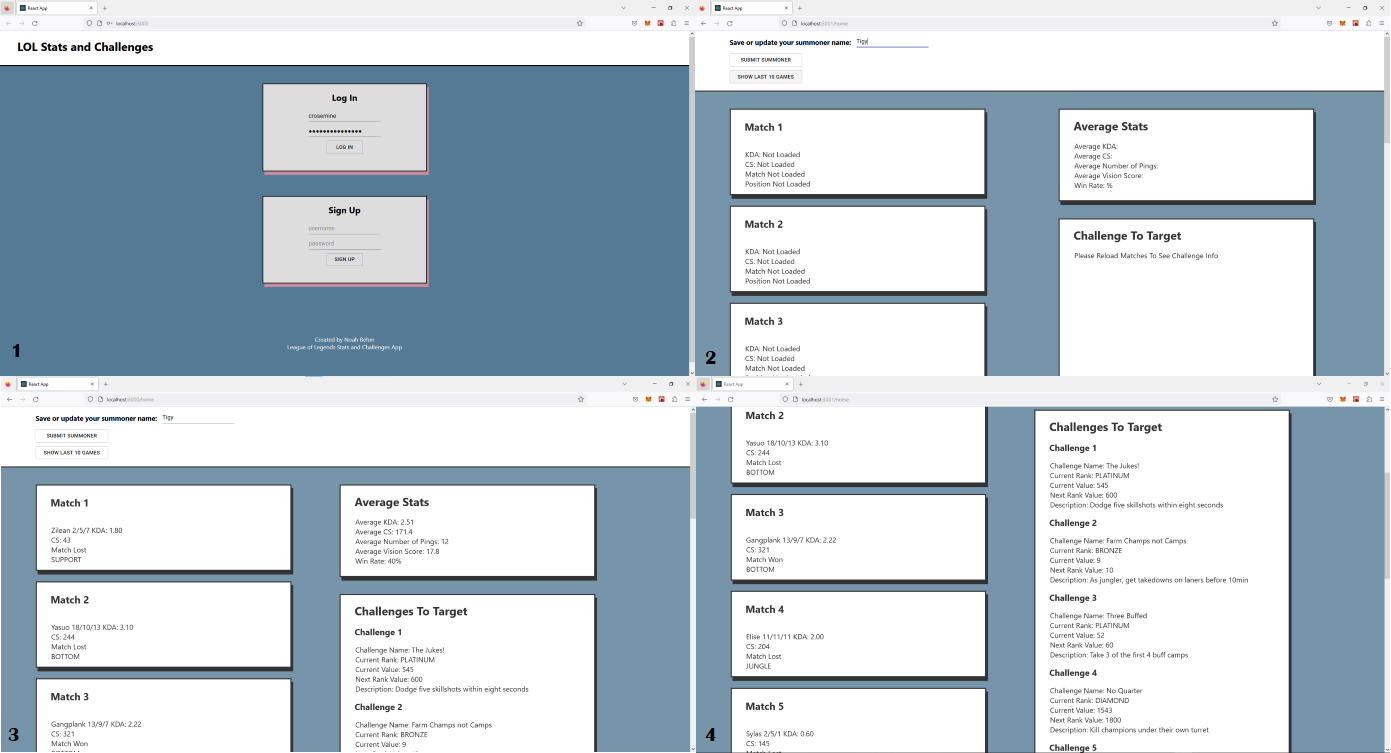 React App
localhost:3000
LOL Stats and Challenges
Log In
crosemine
LOG IN
Sign Up
username
password
SIGN UP
Created by Noah Behm
League of Legends Stats and Challenges App
1
React App
localhost:3001/home
Save or update your summoner name: Tigy
SUBMIT SUMMONER
SHOW LAST 10 GAMES
Match 1
KDA: Not Loaded
CS: Not Loaded
Match Not Loaded
Position Not Loaded
Match 2
KDA: Not Loaded
CS: Not Loaded
Match Not Loaded
Position Not Loaded
Match 3
KDA: Not Loaded
CS: Not Loaded
Match Not Loaded
Average Stats
Average KDA:
Average CS:
Average Number of Pings:
Average Vision Score:
Win Rate: %
Challenge To Target
Please Reload Matches To See Challenge Info
2
React App
localhost:3000/home
Save or update your summoner name: Tigy
SUBMIT SUMMONER
SHOW LAST 10 GAMES
Match 1
Zilean 2/5/7 KDA: 1.80
CS: 43
Match Lost
SUPPORT
Match 2
Yasuo 18/10/13 KDA: 3.10
CS: 244
Match Lost
BOTTOM
Match 3
Gangplank 13/9/7 KDA: 2.22
CS: 321
Match Won
BOTTOM
Average Stats
Average KDA: 2.51
Average CS: 171.4
Average Number of Pings: 12
Average Vision Score: 17.8
Win Rate: 40%
Challenges To Target
Challenge 1
Challenge Name: The Jukes!
Current Rank: PLATINUM
Current Value: 545
Next Rank Value: 600
Description: Dodge five skillshots within eight seconds
Challenge 2
Challenge Name: Farm Champs not Camps
Current Rank: BRONZE
Current Value: 9
3
React App
localhost:3001/home
Match 2
Yasuo 18/10/13 KDA: 3.10
CS: 244
Match Lost
BOTTOM
Match 3
Gangplank 13/9/7 KDA: 2.22
CS: 321
Match Won
BOTTOM
Match 4
Elise 11/11/11 KDA: 2.00
CS: 204
Match Lost
JUNGLE
Match 5
Sylas 2/5/1 KDA: 0.60
CS: 145
Challenges To Target
Challenge 1
Challenge Name: The Jukes!
Current Rank: PLATINUM
Current Value: 545
Next Rank Value: 600
Description: Dodge five skillshots within eight seconds
Challenge 2
Challenge Name: Farm Champs not Camps
Current Rank: BRONZE
Current Value: 9
Next Rank Value: 10
Description: As jungler, get takedowns on laners before 10min
Challenge 3
Challenge Name: Three Buffed
Current Rank: PLATINUM
Current Value: 52
Next Rank Value: 60
Description: Take 3 of the first 4 buff camps
Challenge 4
Challenge Name: No Quarter
Current Rank: DIAMOND
Current Value: 1543
Next Rank Value: 1800
Description: Kill champions under their own turret
Challenge 5
4